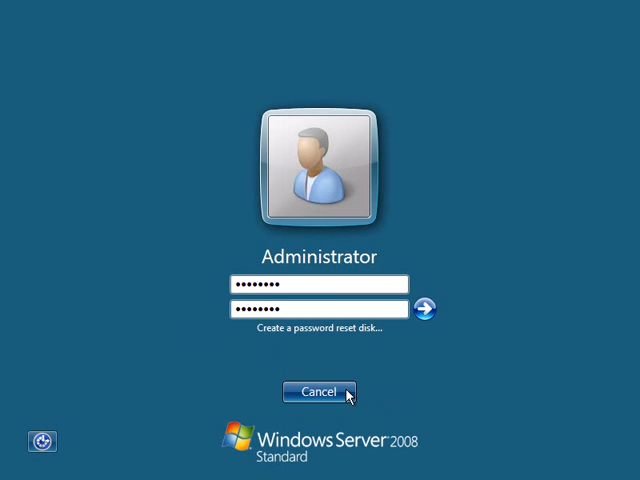 Administrator
••••••••
••••••••
Create a password reset disk...
Cancel
Windows Server 2008
Standard